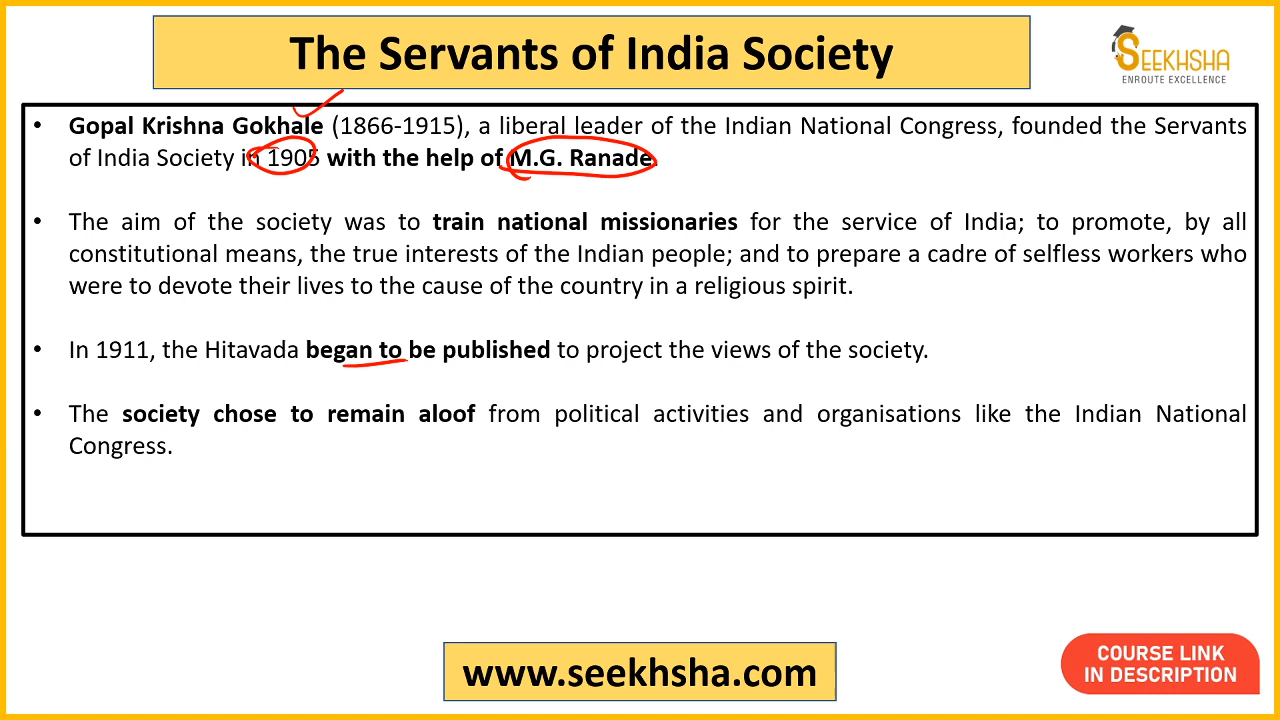 The Servants of India Society
SEEKHSHA
ENROUTE EXCELLENCE
• Gopal Krishna Gokhale (1866-1915), a liberal leader of the Indian National Congress, founded the Servants
of India Society in 1905 with the help of M.G. Ranade.
• The aim of the society was to train national missionaries for the service of India; to promote, by all
constitutional means, the true interests of the Indian people; and to prepare a cadre of selfless workers who
were to devote their lives to the cause of the country in a religious spirit.
• In 1911, the Hitavada began to be published to project the views of the society.
• The society chose to remain aloof from political activities and organisations like the Indian National
Congress.
www.seekhsha.com
COURSE LINK
IN DESCRIPTION